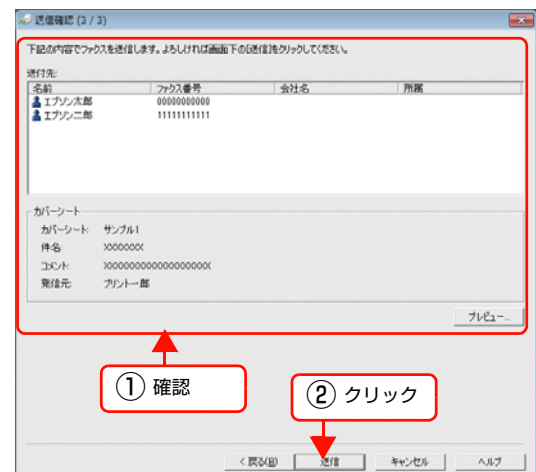 送信確認 (3 / 3)
下記の内容でファクスを送信します。よろしければ画面下の[送信]をクリックしてください。
送付先:
名前 ファクス番号 会社名 所属
エプソン太郎 00000000000
エプソン二郎 11111111111
カバーシート
カバーシート: サンプル1
件名: XXXXXXXX
コメント: XXXXXXXXXXXXXXXXXXXX
発信元: プリント一郎
プレビュー...
① 確認
② クリック
< 戻る(B) 送信 キャンセル ヘルプ